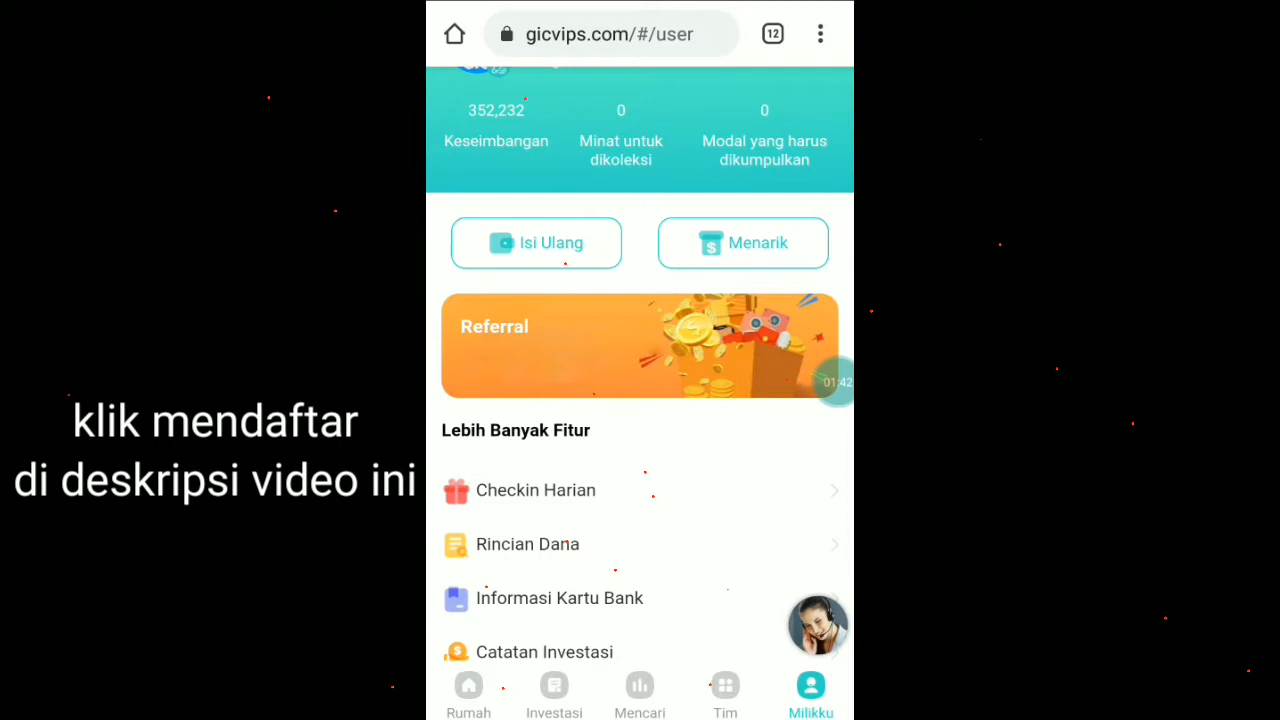 gicvips.com/#/user
12
352,232
0
0
Keseimbangan
Minat untuk
dikoleksi
Modal yang harus
dikumpulkan
Isi Ulang
Menarik
Referral
01:42
Lebih Banyak Fitur
klik mendaftar
di deskripsi video ini
Checkin Harian
Rincian Dana
Informasi Kartu Bank
Catatan Investasi
Rumah
Investasi
Mencari
Tim
Milikku